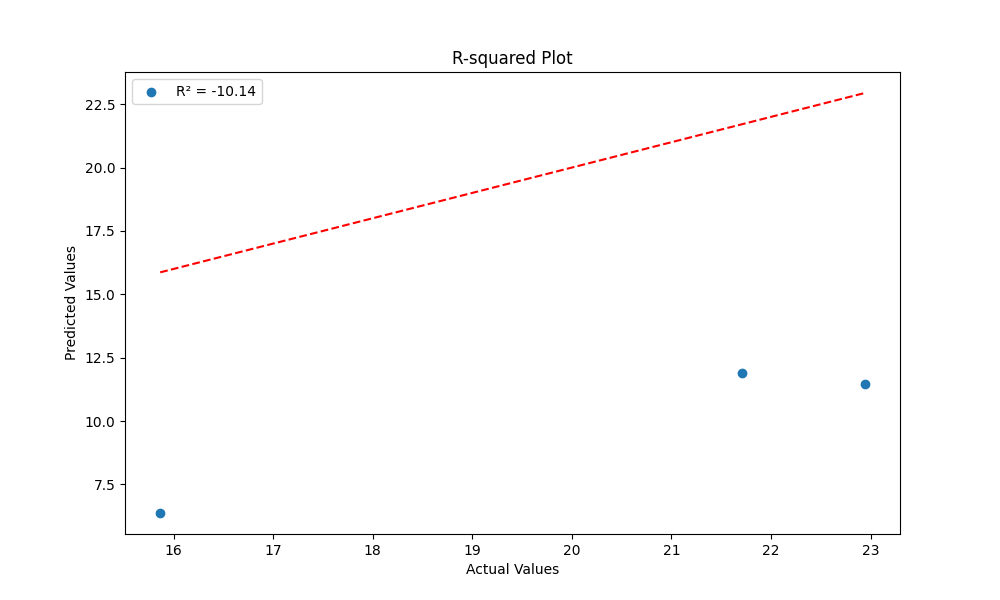 R-squared Plot
R² = -10.14
22.5
20.0
17.5
15.0
12.5
10.0
7.5
Predicted Values
16 17 18 19 20 21 22 23
Actual Values